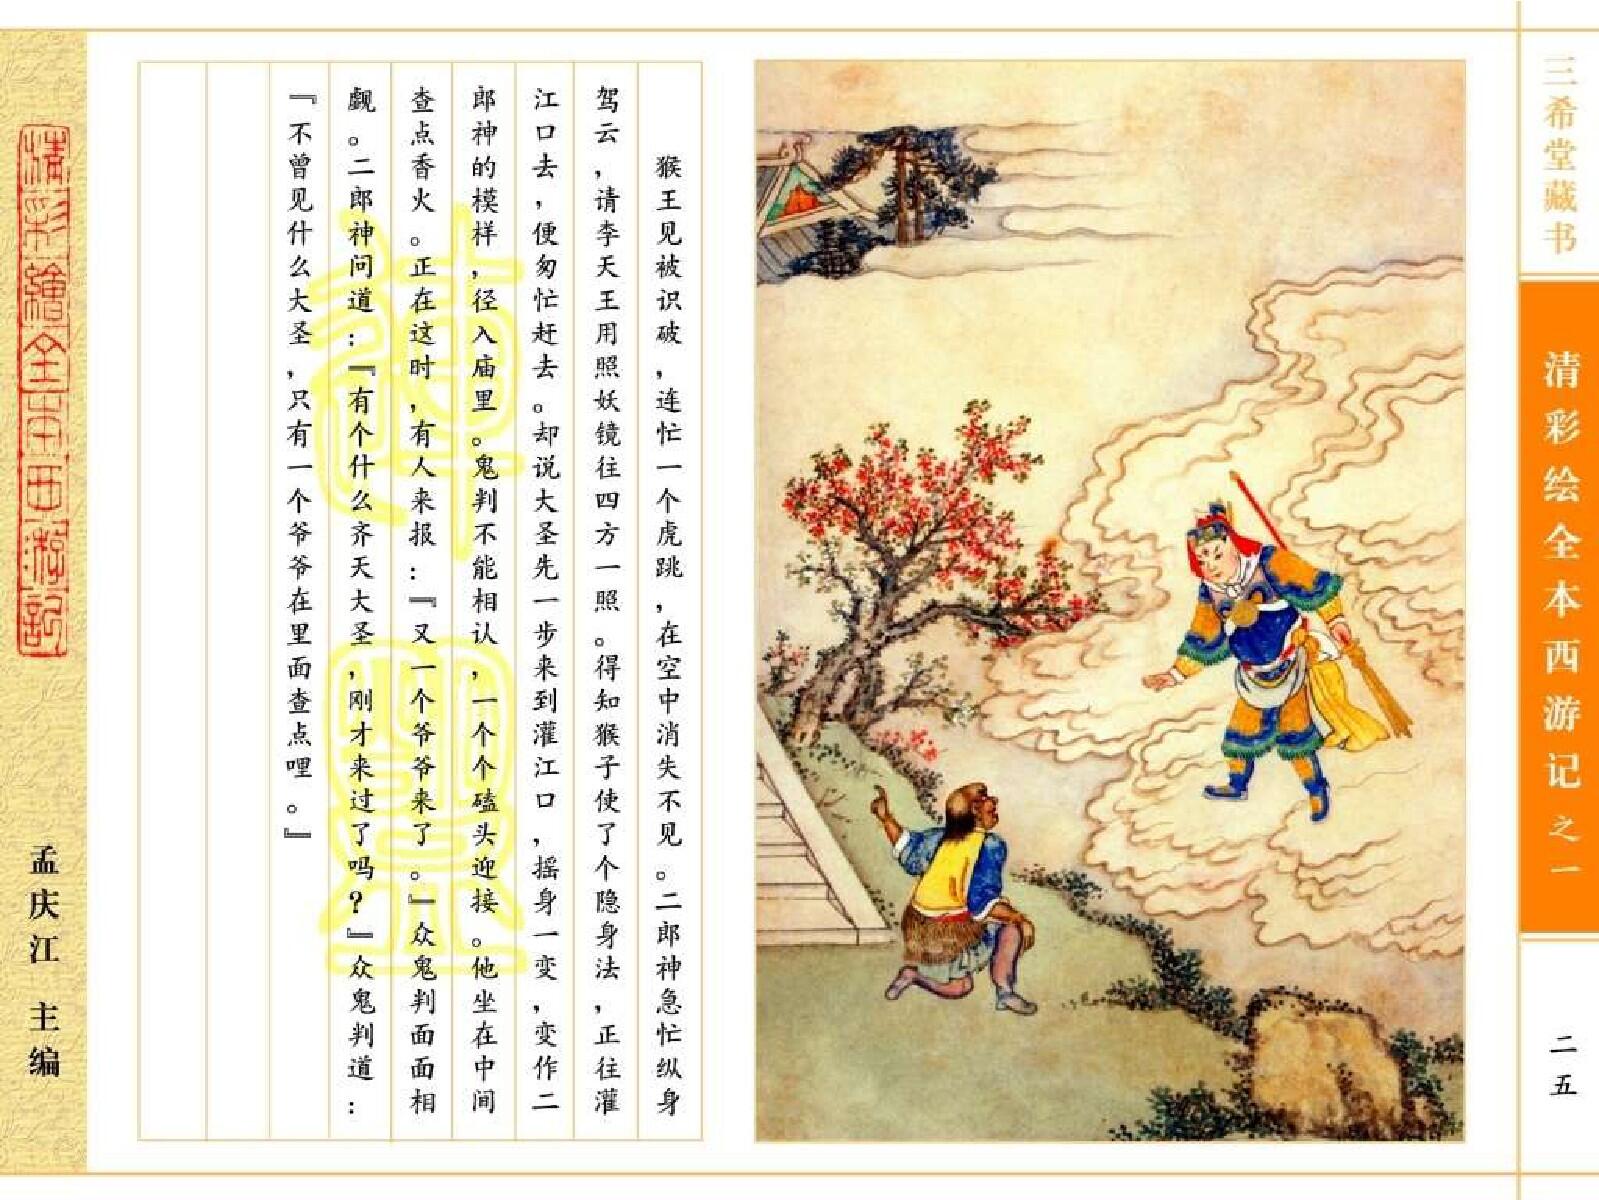 三希堂藏书
清彩绘全本西游记之一
二五
猴王见被识破，连忙一个虎跳，在空中消失不见。二郎神急忙纵身
驾云，请李天王用照妖镜往四方一照。得知猴子使了个隐身法，正往灌
江口去，便匆忙赶去。却说大圣先一步来到灌江口，摇身一变，变作二
郎神的模样，径入庙里。鬼判不能相认，一个个磕头迎接。他坐在中间
查点香火。正在这时，有人来报：『又一个爷爷来了。』众鬼判面面相
觑。二郎神问道：『有个什么齐天大圣，刚才来过了吗？』众鬼判道：
『不曾见什么大圣，只有一个爷爷在里面查点哩。』
清彩繪全本西游記
孟庆江 主编